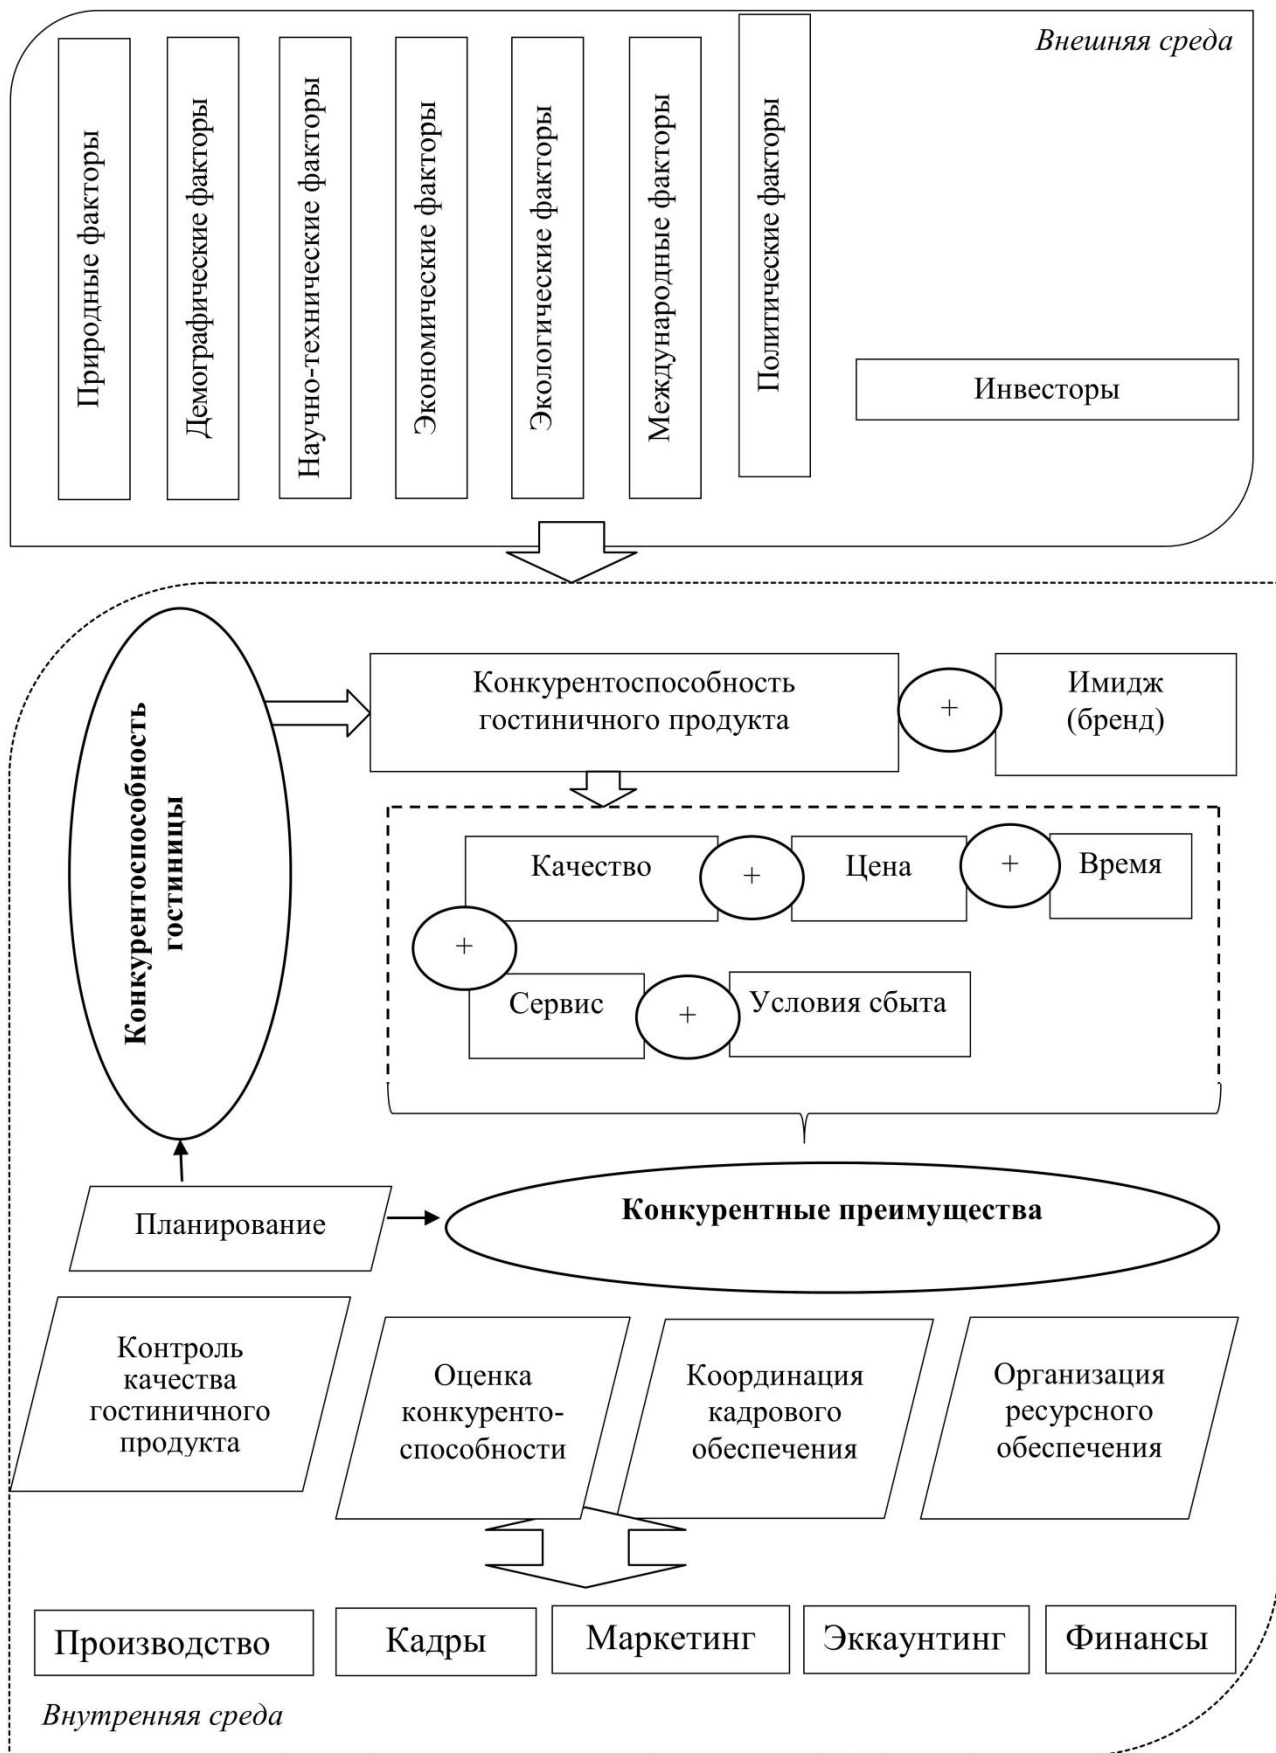 Внешняя среда
Природные факторы
Демографические факторы
Научно-технические факторы
Экономические факторы
Экологические факторы
Международные факторы
Политические факторы
Инвесторы
Конкурентоспособность
гостиницы
Конкурентоспособность
гостиничного продукта
+
Имидж
(бренд)
Качество
+
Цена
+
Время
+
Сервис
+
Условия сбыта
Планирование
Конкурентные преимущества
Контроль
качества
гостиничного
продукта
Оценка
конкуренто-
способности
Координация
кадрового
обеспечения
Организация
ресурсного
обеспечения
Производство
Кадры
Маркетинг
Эккаунтинг
Финансы
Внутренняя среда